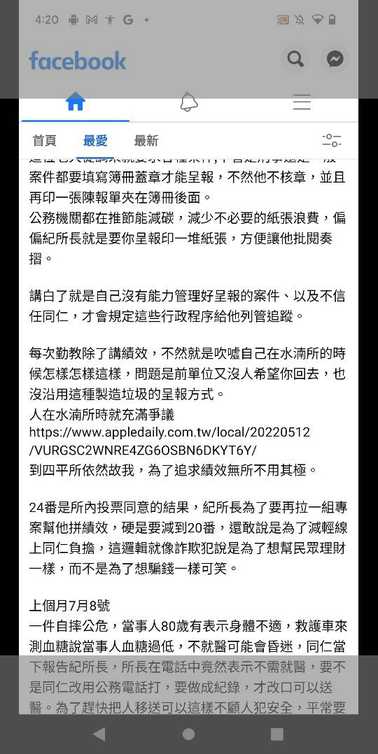 4:20
facebook
首頁 最愛 最新
案件都要填寫簿冊蓋章才能呈報，不然他不核章，並且
再印一張陳報單夾在簿冊後面。
公務機關都在推節能減碳，減少不必要的紙張浪費，偏
偏紀所長就是要你呈報印一堆紙張，方便讓他批閱奏
摺。
講白了就是自己沒有能力管理好呈報的案件、以及不信
任同仁，才會規定這些行政程序給他列管追蹤。
每次勤教除了講績效，不然就是吹噓自己在水湳所的時
候怎樣怎樣這樣，問題是前單位又沒人希望你回去，也
沒沿用這種製造垃圾的呈報方式。
人在水湳所時就充滿爭議
https://www.appledaily.com.tw/local/20220512
/VURGSC2WNRE4ZG6OSBN6DKYT6Y/
到四平所依然故我，為了追求績效無所不用其極。
24番是所內投票同意的結果，紀所長為了要再拉一組專
案幫他拼績效，硬是要減到20番，還敢說是為了減輕線
上同仁負擔，這邏輯就像詐欺犯說是為了想幫民眾理財
一樣，而不是為了想騙錢一樣可笑。
上個月7月8號
一件自摔公危，當事人80歲有表示身體不適，救護車來
測血糖說當事人血糖過低，不就醫可能會昏迷，同仁當
下報告紀所長，所長在電話中竟然表示不需就醫，要不
是同仁改用公務電話打，要做成紀錄，才改口可以送
醫。為了趕快把人移送可以這樣不顧人犯安全，平常要